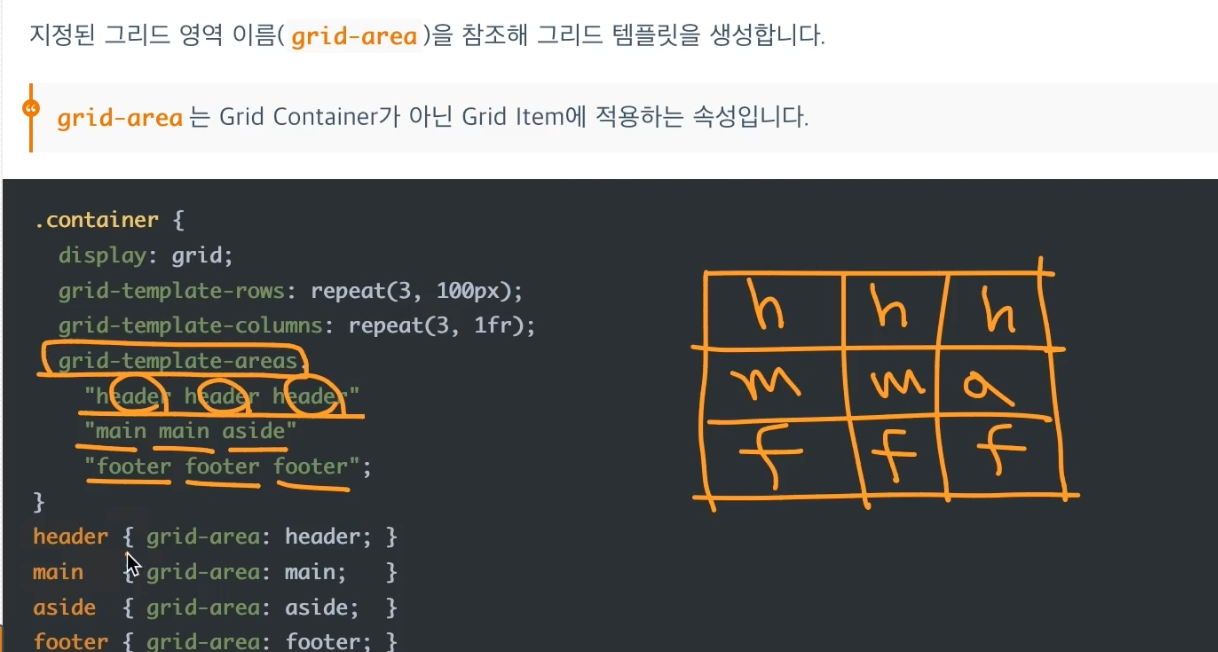 지정된 그리드 영역 이름( grid-area )을 참조해 그리드 템플릿을 생성합니다.
grid-area 는 Grid Container가 아닌 Grid Item에 적용하는 속성입니다.
.container {
display: grid;
grid-template-rows: repeat(3, 100px);
grid-template-columns: repeat(3, 1fr);
grid-template-areas:
"header header header"
"main main aside"
"footer footer footer";
}
header { grid-area: header; }
main { grid-area: main; }
aside { grid-area: aside; }
footer { grid-area: footer; }
h h h
m m a
f f f